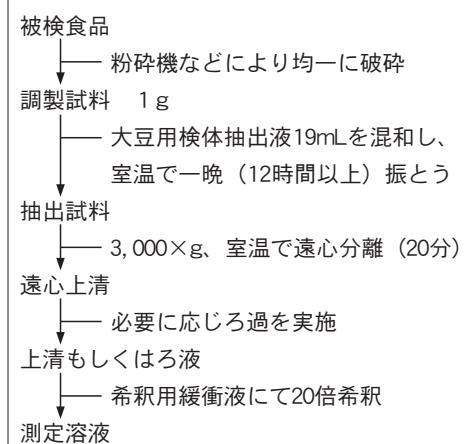 被検食品
粉砕機などにより均一に破砕
調製試料　1g
大豆用検体抽出液19mLを混和し、
室温で一晩（12時間以上）振とう
抽出試料
3,000×g、室温で遠心分離（20分）
遠心上清
必要に応じろ過を実施
上清もしくはろ液
希釈用緩衝液にて20倍希釈
測定溶液